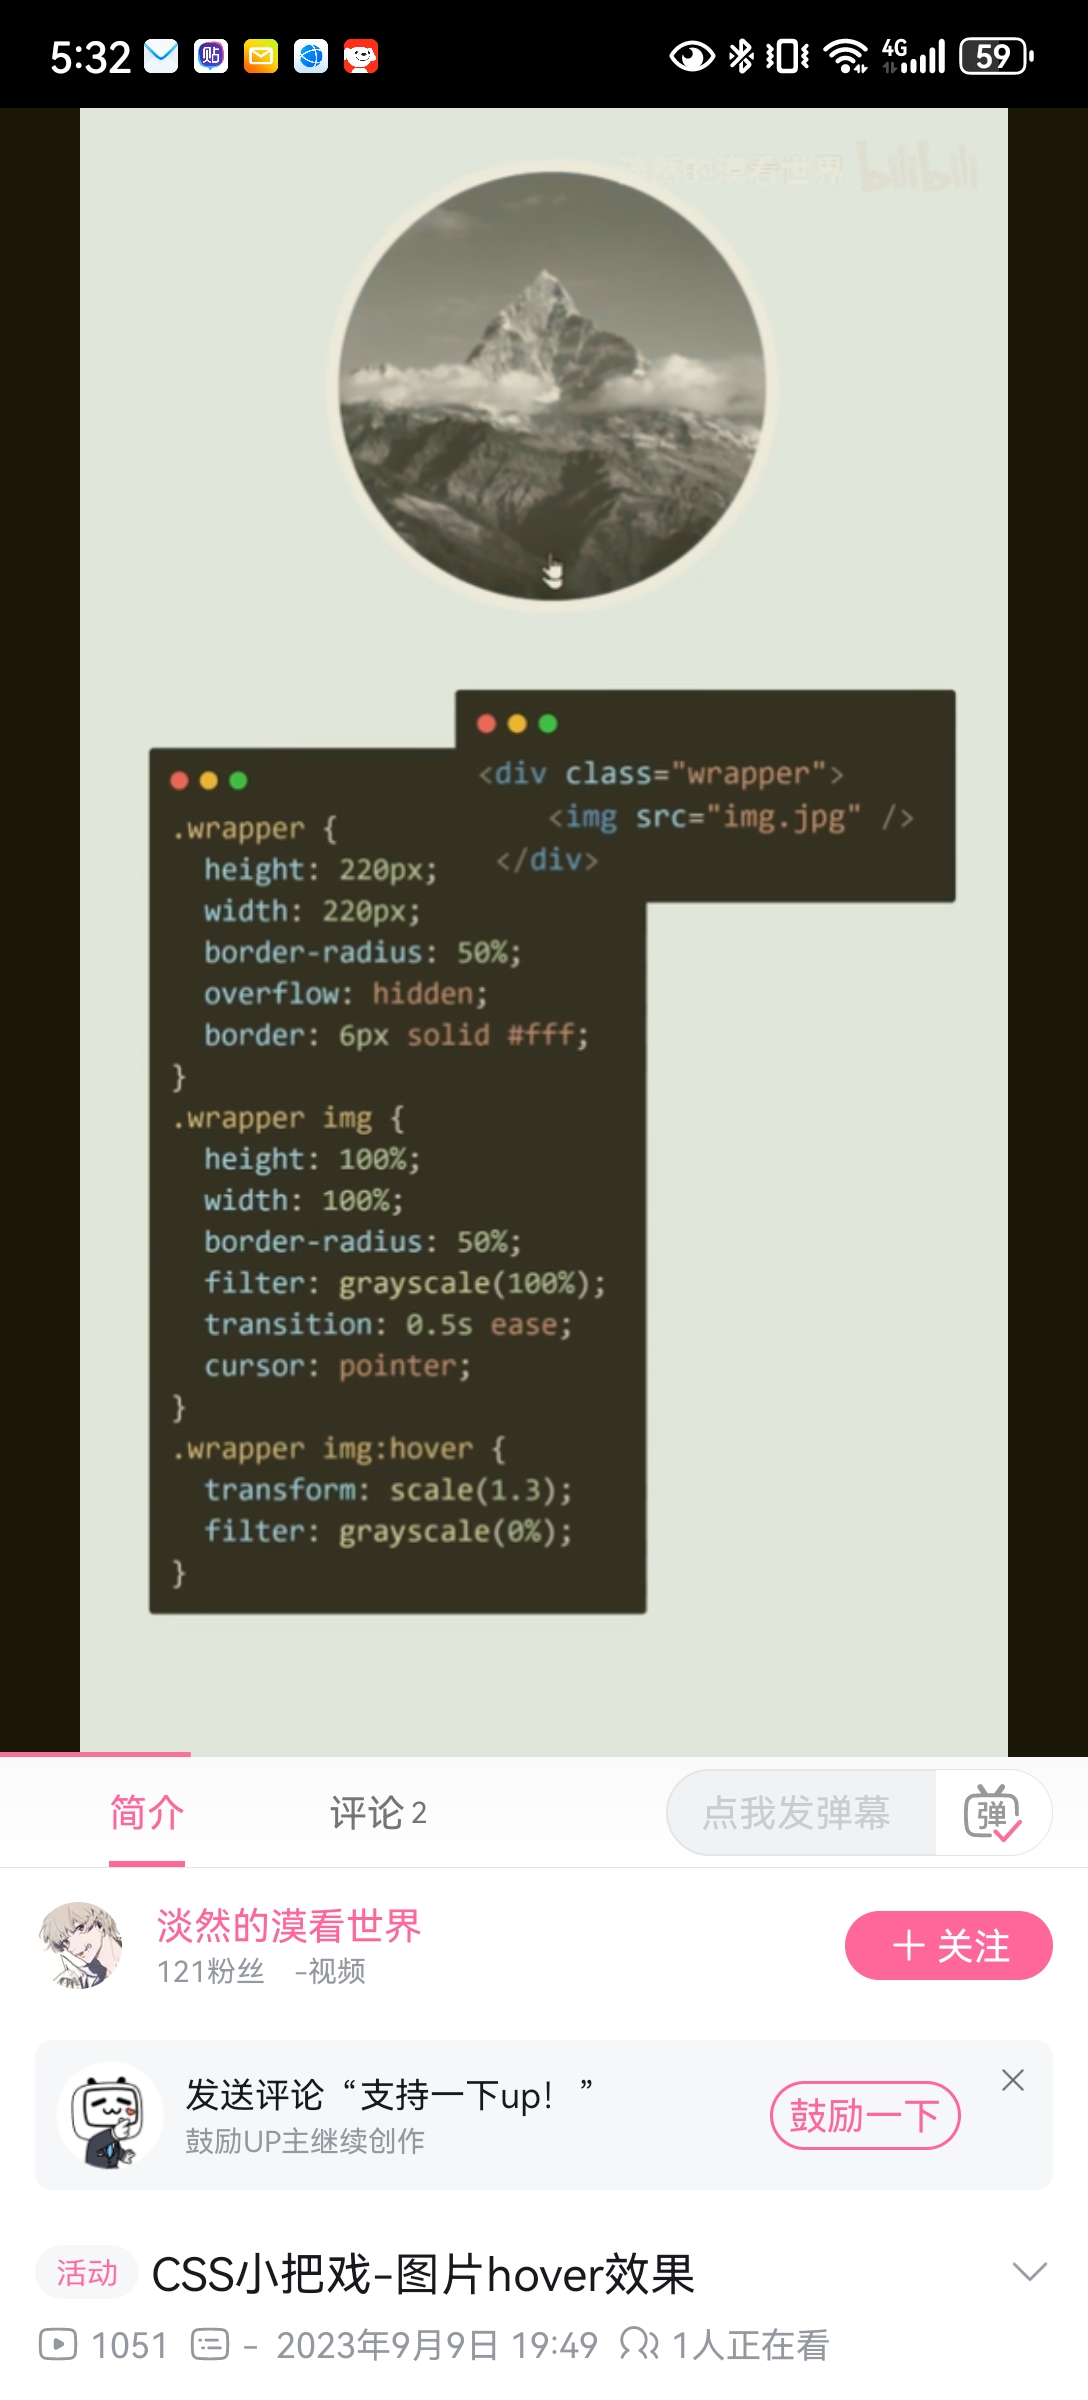 5:32
贴
4G
59
淡然的漠看世界 bilibili
<div class="wrapper">
<img src="img.jpg" />
</div>
.wrapper {
height: 220px;
width: 220px;
border-radius: 50%;
overflow: hidden;
border: 6px solid #fff;
}
.wrapper img {
height: 100%;
width: 100%;
border-radius: 50%;
filter: grayscale(100%);
transition: 0.5s ease;
cursor: pointer;
}
.wrapper img:hover {
transform: scale(1.3);
filter: grayscale(0%);
}
简介
评论 2
点我发弹幕
弹
淡然的漠看世界
121粉丝 -视频
+ 关注
发送评论“支持一下up！”
鼓励UP主继续创作
鼓励一下
活动 CSS小把戏-图片hover效果
1051 - 2023年9月9日 19:49 1人正在看